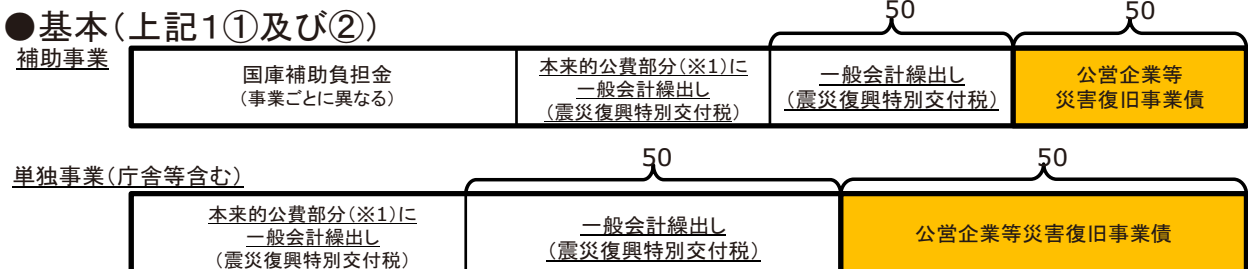 ●基本（上記１①及び②）
50
50
補助事業
国庫補助負担金
（事業ごとに異なる）
本来的公費部分（※1）に
一般会計繰出し
（震災復興特別交付税）
一般会計繰出し
（震災復興特別交付税）
公営企業等
災害復旧事業債
単独事業（庁舎等含む）
50
50
本来的公費部分（※1）に
一般会計繰出し
（震災復興特別交付税）
一般会計繰出し
（震災復興特別交付税）
公営企業等災害復旧事業債